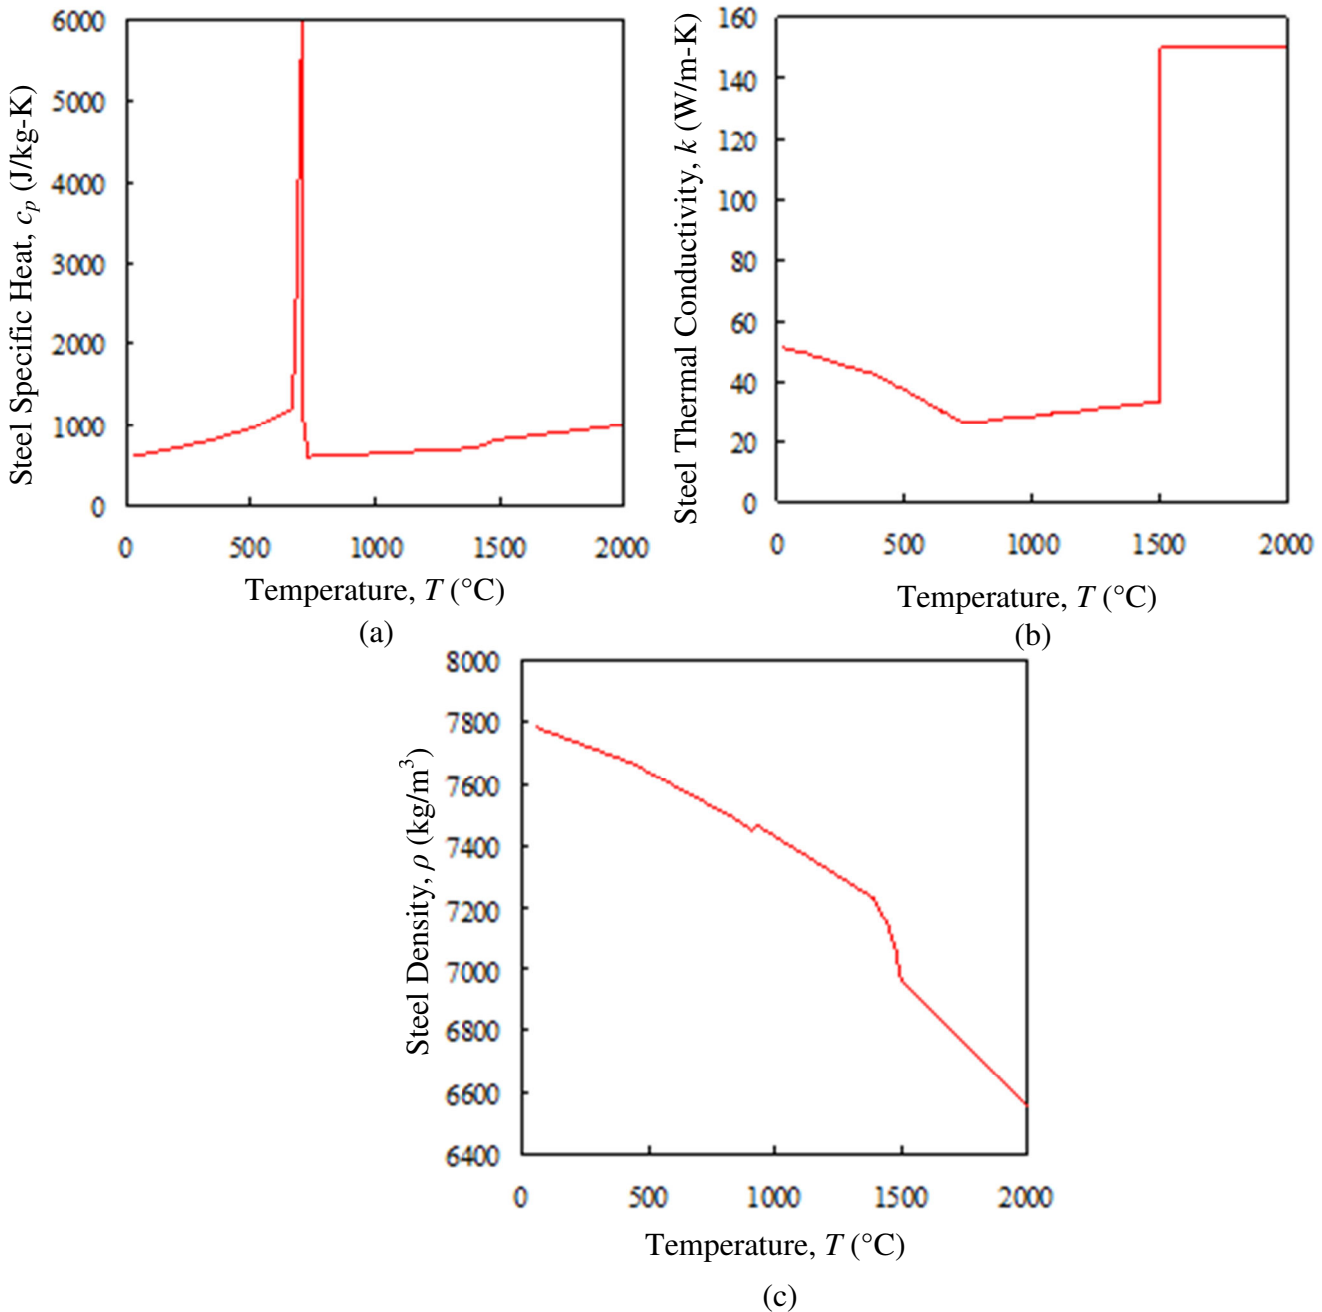 Steel Specific Heat, c_p (J/kg-K)
6000
5000
4000
3000
2000
1000
0
0 500 1000 1500 2000
Temperature, T (°C)
(a)
Steel Thermal Conductivity, k (W/m-K)
160
140
120
100
80
60
40
20
0
0 500 1000 1500 2000
Temperature, T (°C)
(b)
Steel Density, ρ (kg/m³)
8000
7800
7600
7400
7200
7000
6800
6600
6400
0 500 1000 1500 2000
Temperature, T (°C)
(c)